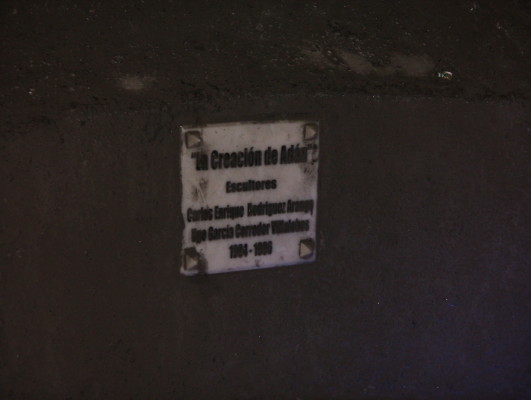 "La Creación de Adán"
Escultores
Carlos Enrique Rodríguez Arango
García Corredor